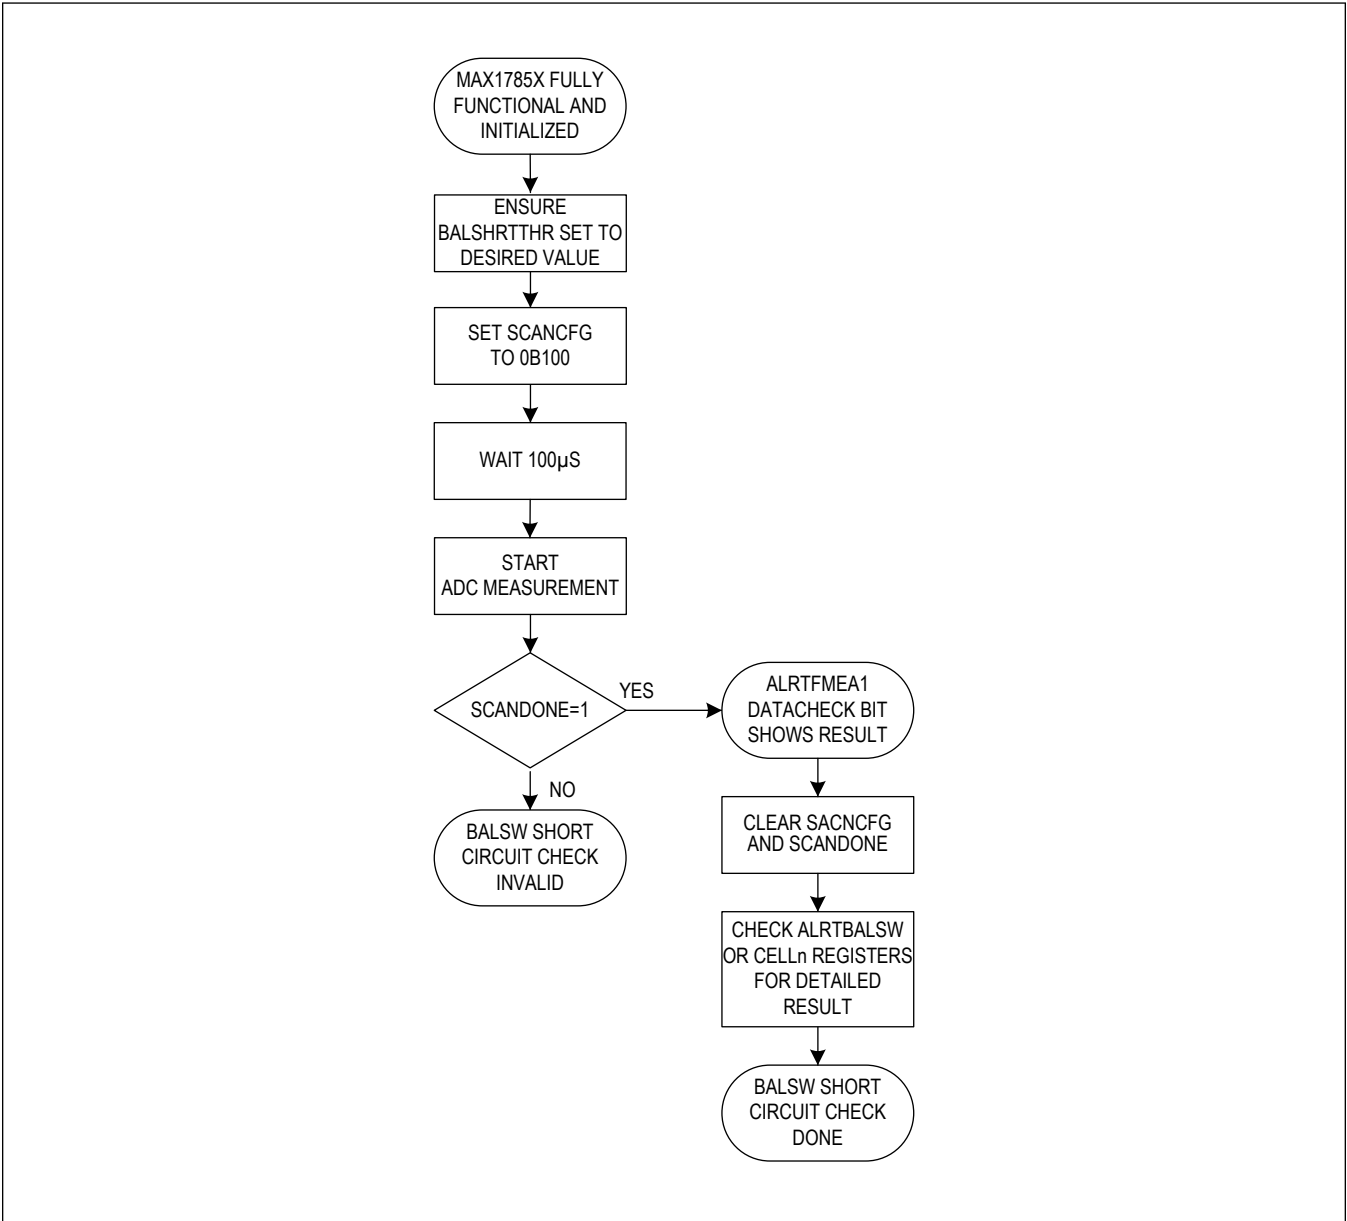 MAX1785X FULLY
FUNCTIONAL AND
INITIALIZED
ENSURE
BALSHRTTHR SET TO
DESIRED VALUE
SET SCANCFG
TO 0B100
WAIT 100µS
START
ADC MEASUREMENT
SCANDONE=1
YES
NO
BALSW SHORT
CIRCUIT CHECK
INVALID
ALRTFMEA1
DATACHECK BIT
SHOWS RESULT
CLEAR SACNCFG
AND SCANDONE
CHECK ALRTBALSW
OR CELLn REGISTERS
FOR DETAILED
RESULT
BALSW SHORT
CIRCUIT CHECK
DONE